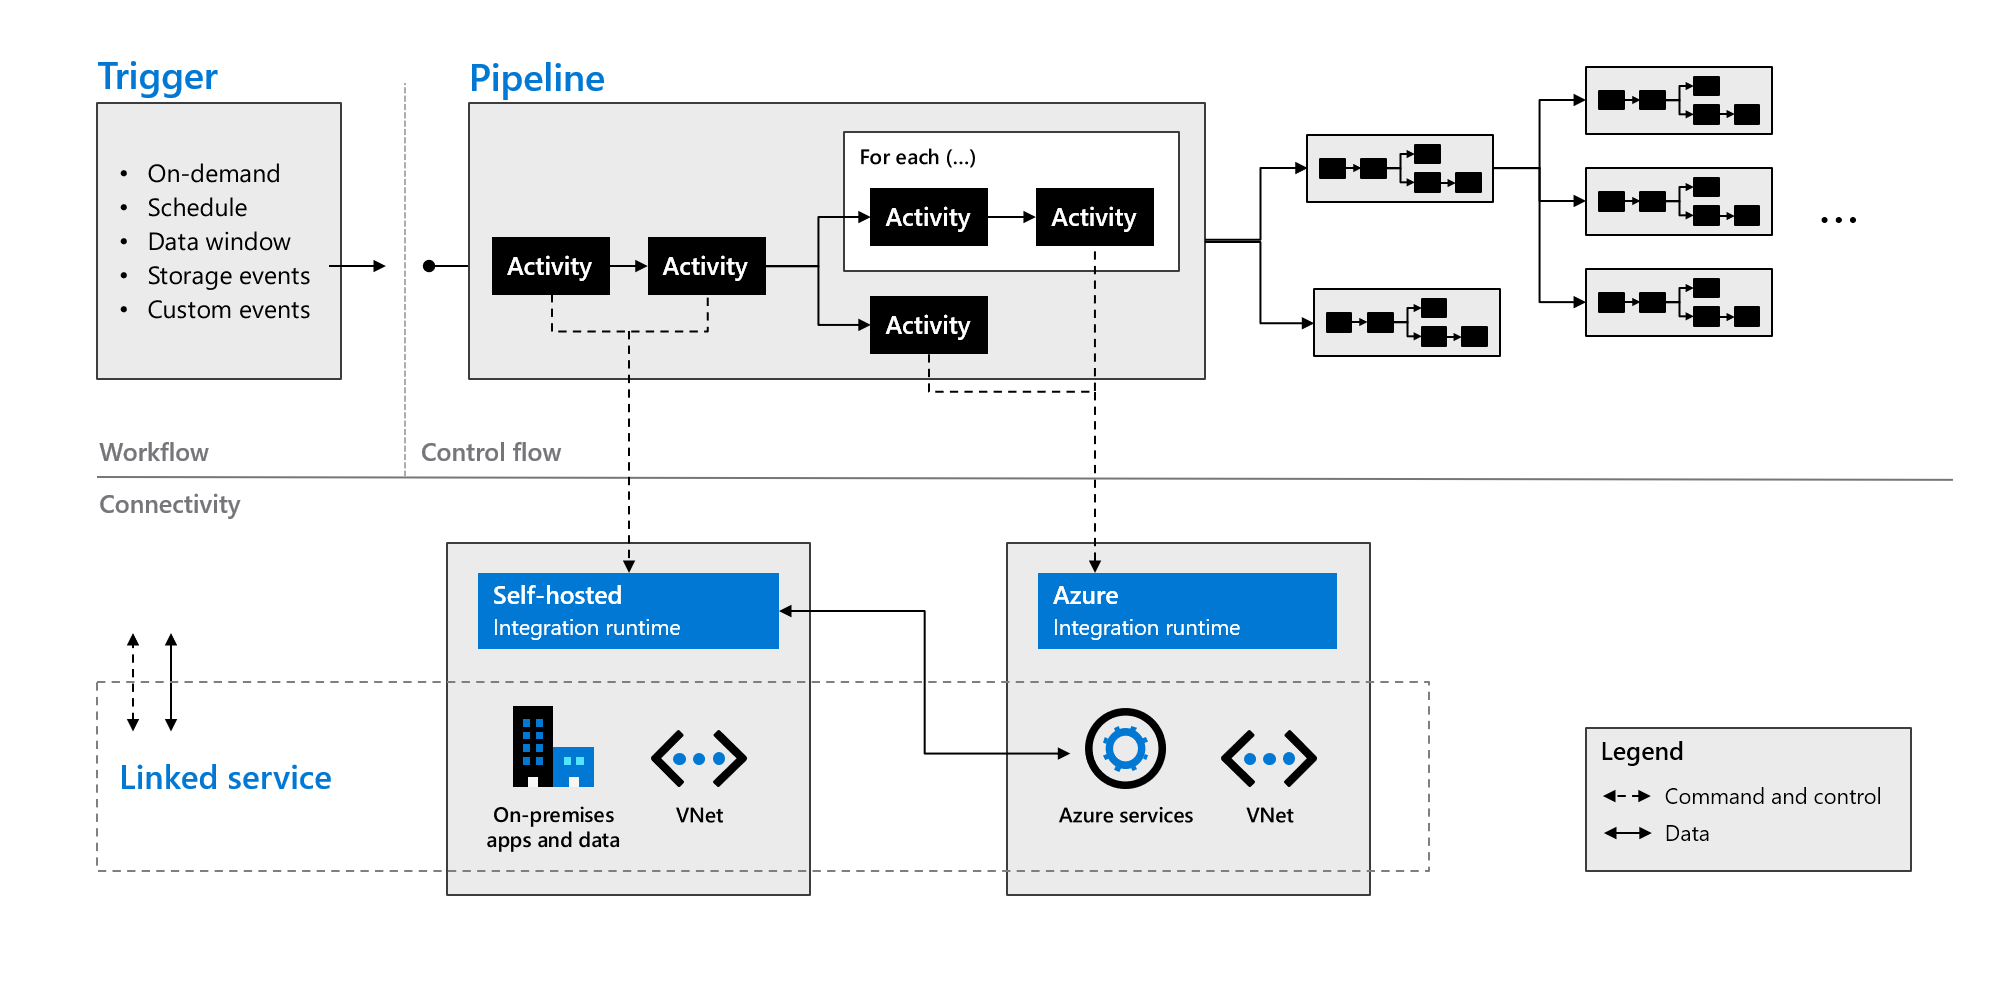 Trigger
• On-demand
• Schedule
• Data window
• Storage events
• Custom events
Pipeline
For each (...)
Activity
Activity
Activity
Activity
Activity
...
Workflow
Control flow
Connectivity
Self-hosted
Integration runtime
Azure
Integration runtime
Linked service
On-premises
apps and data
VNet
Azure services
VNet
Legend
Command and control
Data